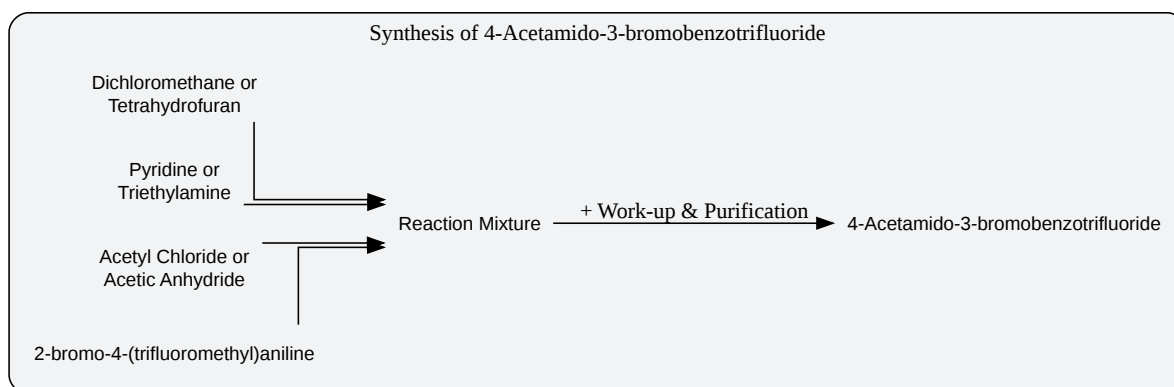 Synthesis of 4-Acetamido-3-bromobenzotrifluoride
Dichloromethane or
Tetrahydrofuran
Pyridine or
Triethylamine
Acetyl Chloride or
Acetic Anhydride
2-bromo-4-(trifluoromethyl)aniline
Reaction Mixture
+ Work-up & Purification
4-Acetamido-3-bromobenzotrifluoride